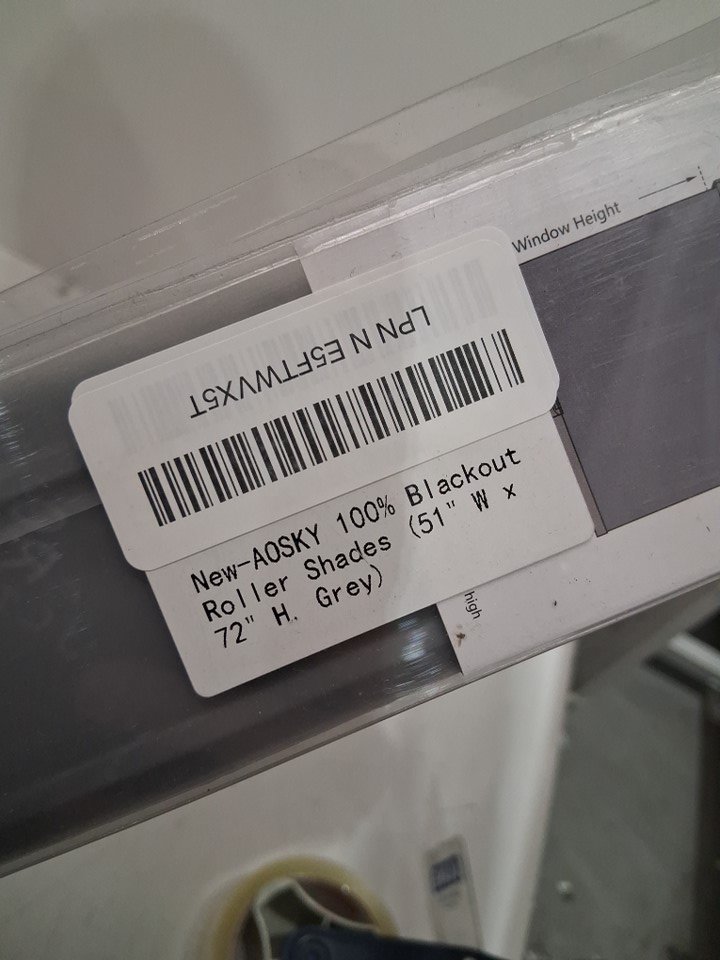 Window Height
LPN N E5FTWVX5T
New-AOSKY 100% Blackout
Roller Shades (51" W x
72" H. Grey)
high